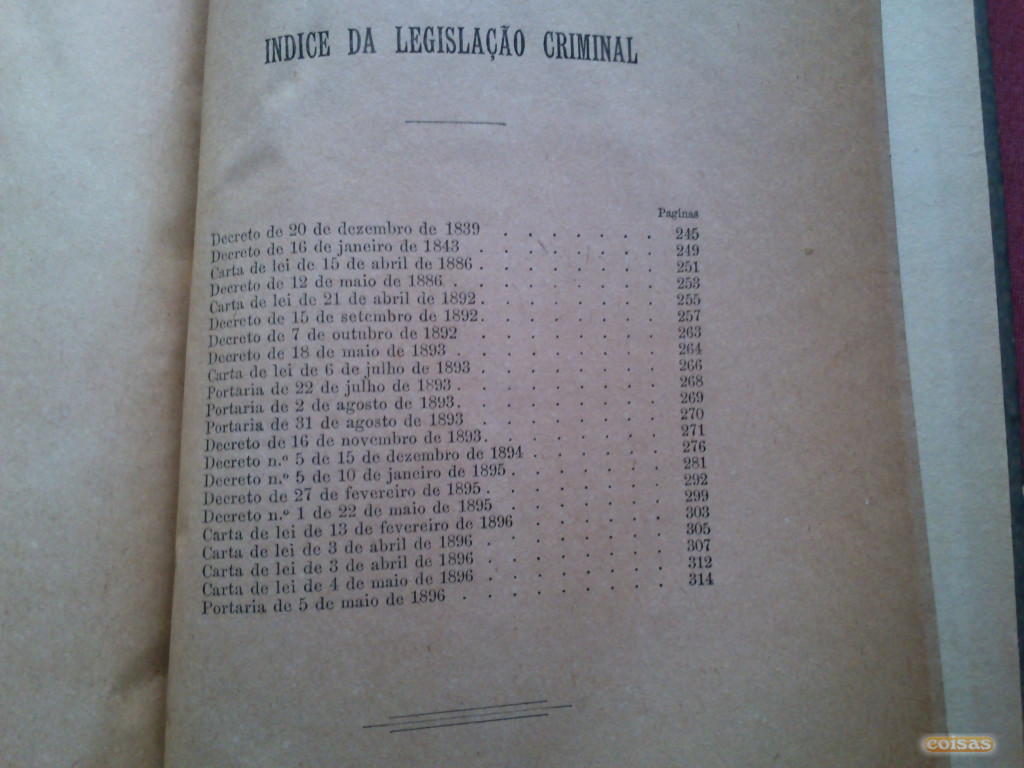 INDICE DA LEGISLAÇÃO CRIMINAL
Paginas
Decreto de 20 de dezembro de 1839 . . . . . . . 245
Decreto de 16 de janeiro de 1843 . . . . . . . . 249
Carta de lei de 15 de abril de 1886 . . . . . . . . 251
Decreto de 12 de maio de 1886 . . . . . . . . . 253
Carta de lei de 21 de abril de 1892 . . . . . . . . 255
Decreto de 15 de setembro de 1892. . . . . . . . 257
Decreto de 7 de outubro de 1892 . . . . . . . . 263
Decreto de 18 de maio de 1893 . . . . . . . . . 264
Carta de lei de 6 de julho de 1893 . . . . . . . . 266
Portaria de 22 de julho de 1893 . . . . . . . . . 268
Portaria de 2 de agosto de 1893. . . . . . . . . 269
Portaria de 31 de agosto de 1893 . . . . . . . . 270
Decreto de 16 de novembro de 1893. . . . . . . . 271
Decreto n.º 5 de 15 de dezembro de 1894 . . . . . . 276
Decreto n.º 5 de 10 de janeiro de 1895 . . . . . . . 281
Decreto de 27 de fevereiro de 1895 . . . . . . . . 292
Decreto n.º 1 de 22 de maio de 1895 . . . . . . . 299
Carta de lei de 13 de fevereiro de 1896 . . . . . . 303
Carta de lei de 3 de abril de 1896 . . . . . . . . 305
Carta de lei de 3 de abril de 1896 . . . . . . . . 307
Carta de lei de 4 de maio de 1896 . . . . . . . . 312
Portaria de 5 de maio de 1896 . . . . . . . . . 314
coisas